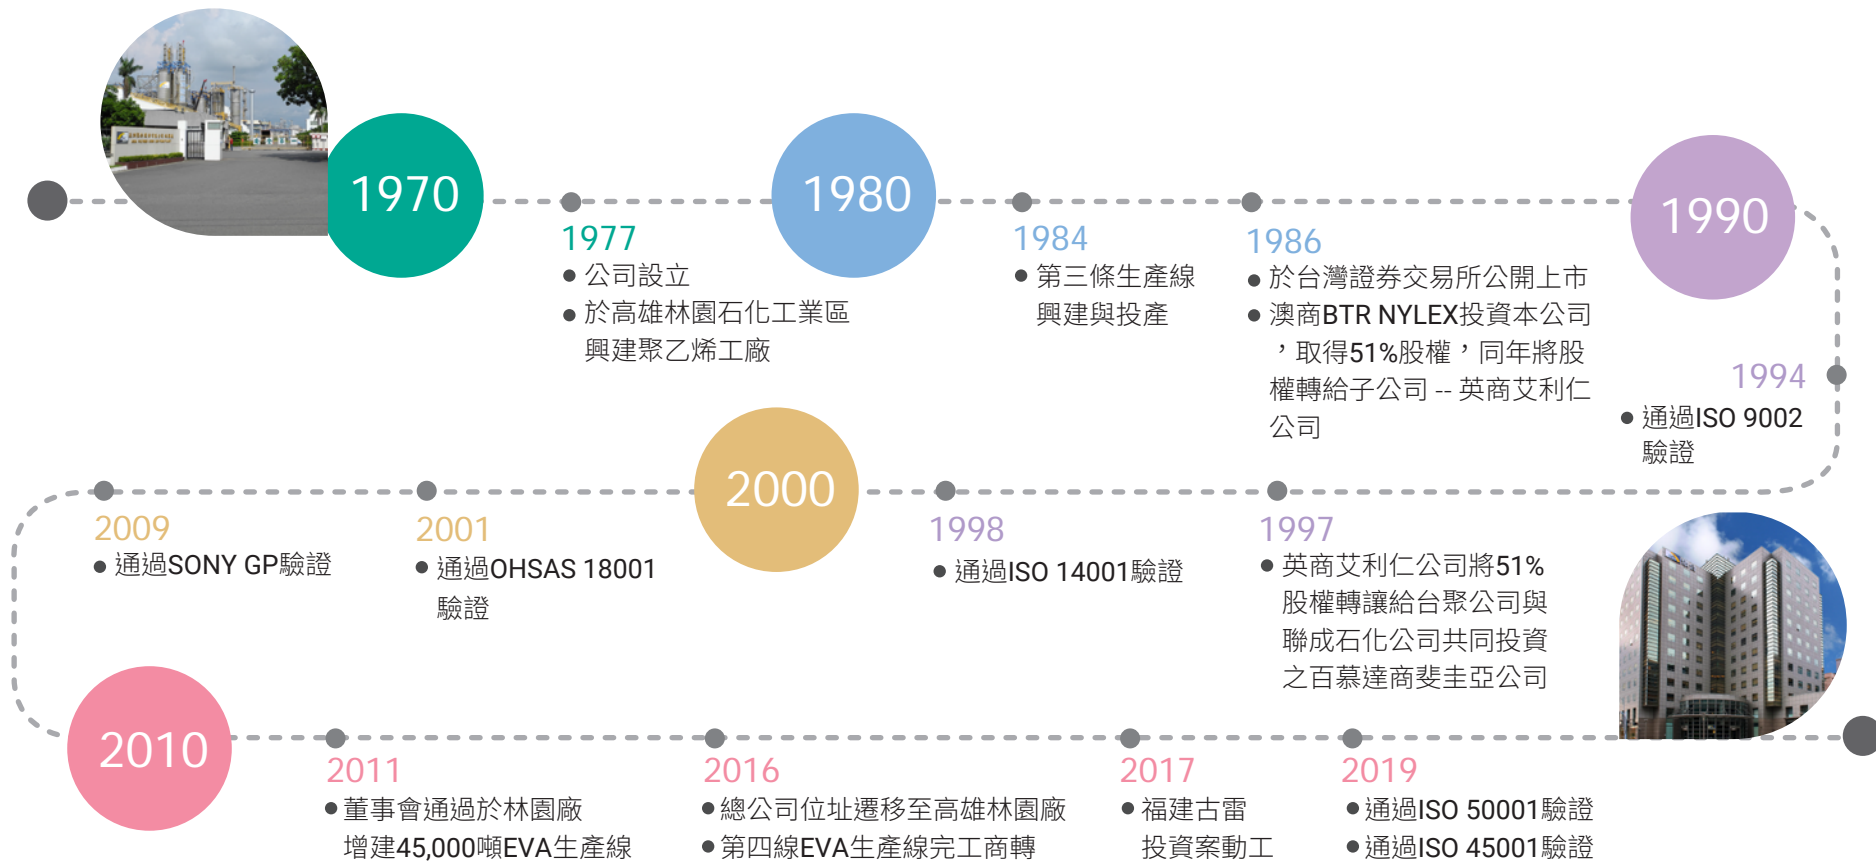 1970
1977
● 公司設立
● 於高雄林園石化工業區
興建聚乙烯工廠
1980
1984
● 第三條生產線
興建與投產
1986
● 於台灣證券交易所公開上市
● 澳商BTR NYLEX投資本公司
，取得51%股權，同年將股
權轉給子公司 -- 英商艾利仁
公司
1990
1994
● 通過ISO 9002
驗證
1997
● 英商艾利仁公司將51%
股權轉讓給台聚公司與
聯成石化公司共同投資
之百慕達商斐圭亞公司
1998
● 通過ISO 14001驗證
2000
2001
● 通過OHSAS 18001
驗證
2009
● 通過SONY GP驗證
2010
2011
● 董事會通過於林園廠
增建45,000噸EVA生產線
2016
● 總公司位址遷移至高雄林園廠
● 第四線EVA生產線完工商轉
2017
● 福建古雷
投資案動工
2019
● 通過ISO 50001驗證
● 通過ISO 45001驗證